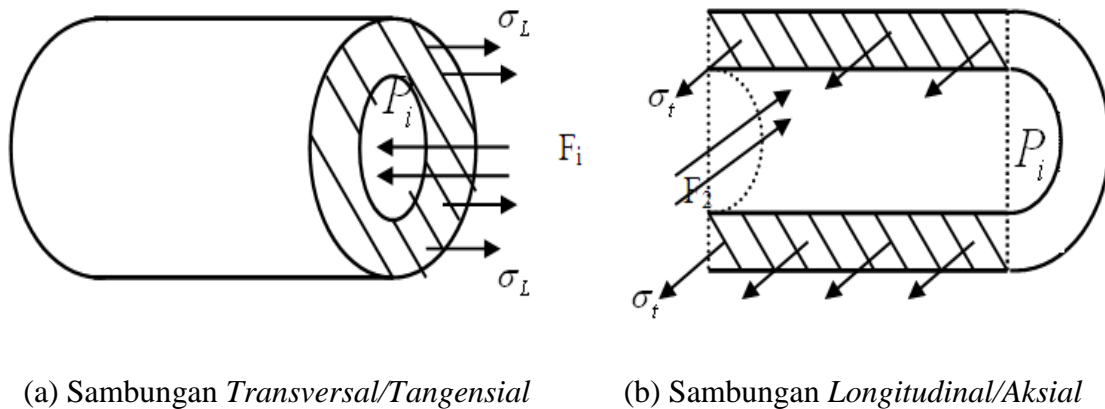 σ_L
P_i
F_i
σ_L
(a) Sambungan Transversal/Tangensial
σ_t
P_i
F_2
σ_t
(b) Sambungan Longitudinal/Aksial